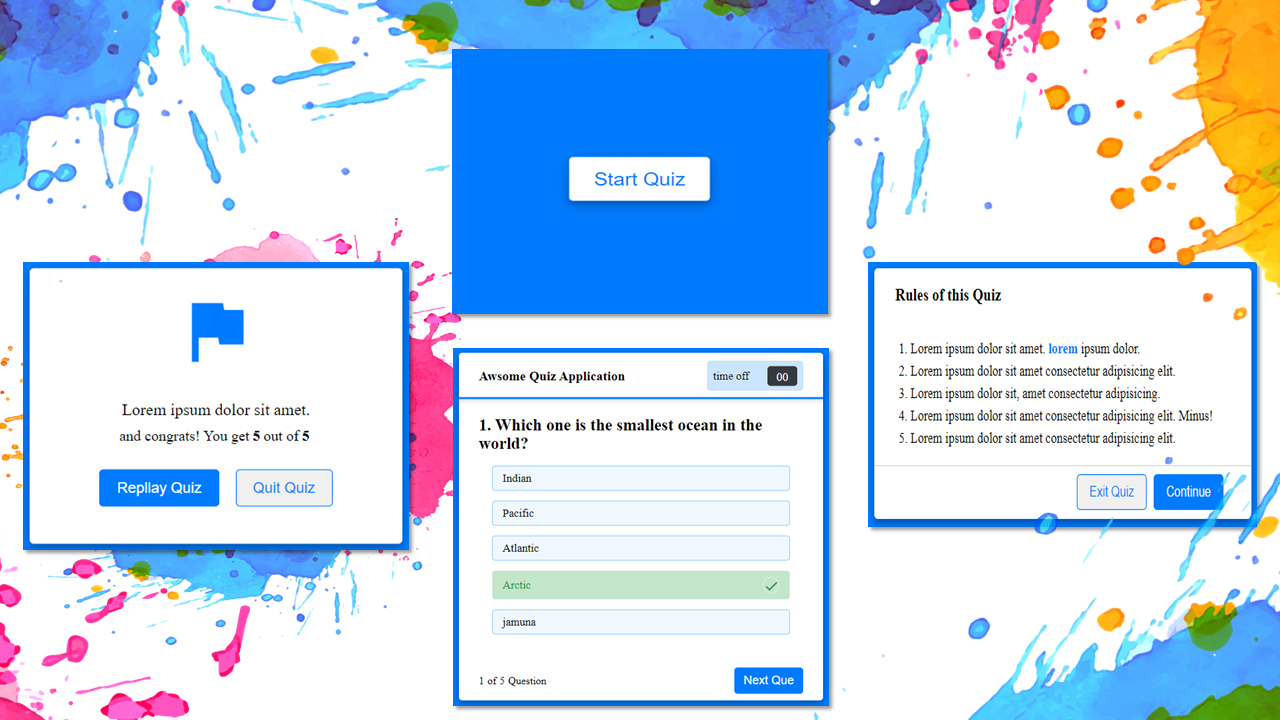 Start Quiz
Lorem ipsum dolor sit amet.
and congrats! You get 5 out of 5
Repllay Quiz
Quit Quiz
Awsome Quiz Application
time off
00
1. Which one is the smallest ocean in the
world?
Indian
Pacific
Atlantic
Arctic
jamuna
1 of 5 Question
Next Que
Rules of this Quiz
1. Lorem ipsum dolor sit amet. lorem ipsum dolor.
2. Lorem ipsum dolor sit amet consectetur adipisicing elit.
3. Lorem ipsum dolor sit, amet consectetur adipisicing.
4. Lorem ipsum dolor sit amet consectetur adipisicing elit. Minus!
5. Lorem ipsum dolor sit amet consectetur adipisicing elit.
Exit Quiz
Continue